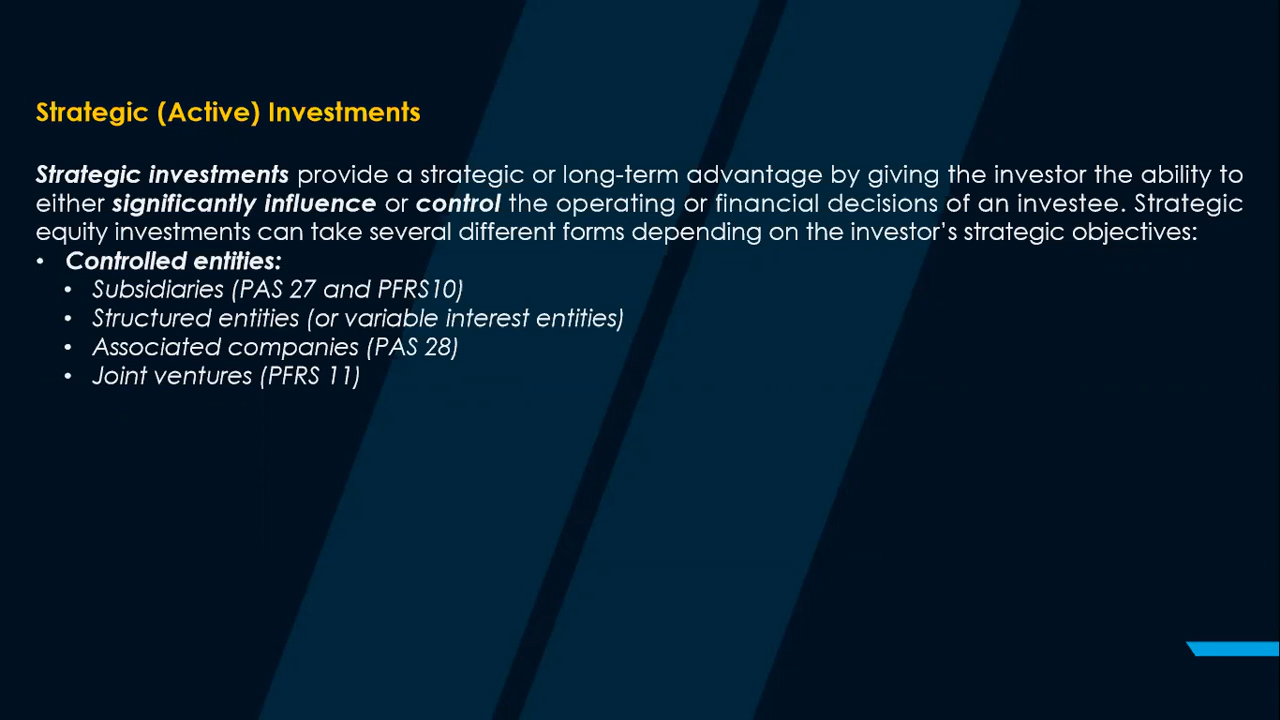 Strategic (Active) Investments
Strategic investments provide a strategic or long-term advantage by giving the investor the ability to
either significantly influence or control the operating or financial decisions of an investee. Strategic
equity investments can take several different forms depending on the investor’s strategic objectives:
• Controlled entities:
• Subsidiaries (PAS 27 and PFRS10)
• Structured entities (or variable interest entities)
• Associated companies (PAS 28)
• Joint ventures (PFRS 11)